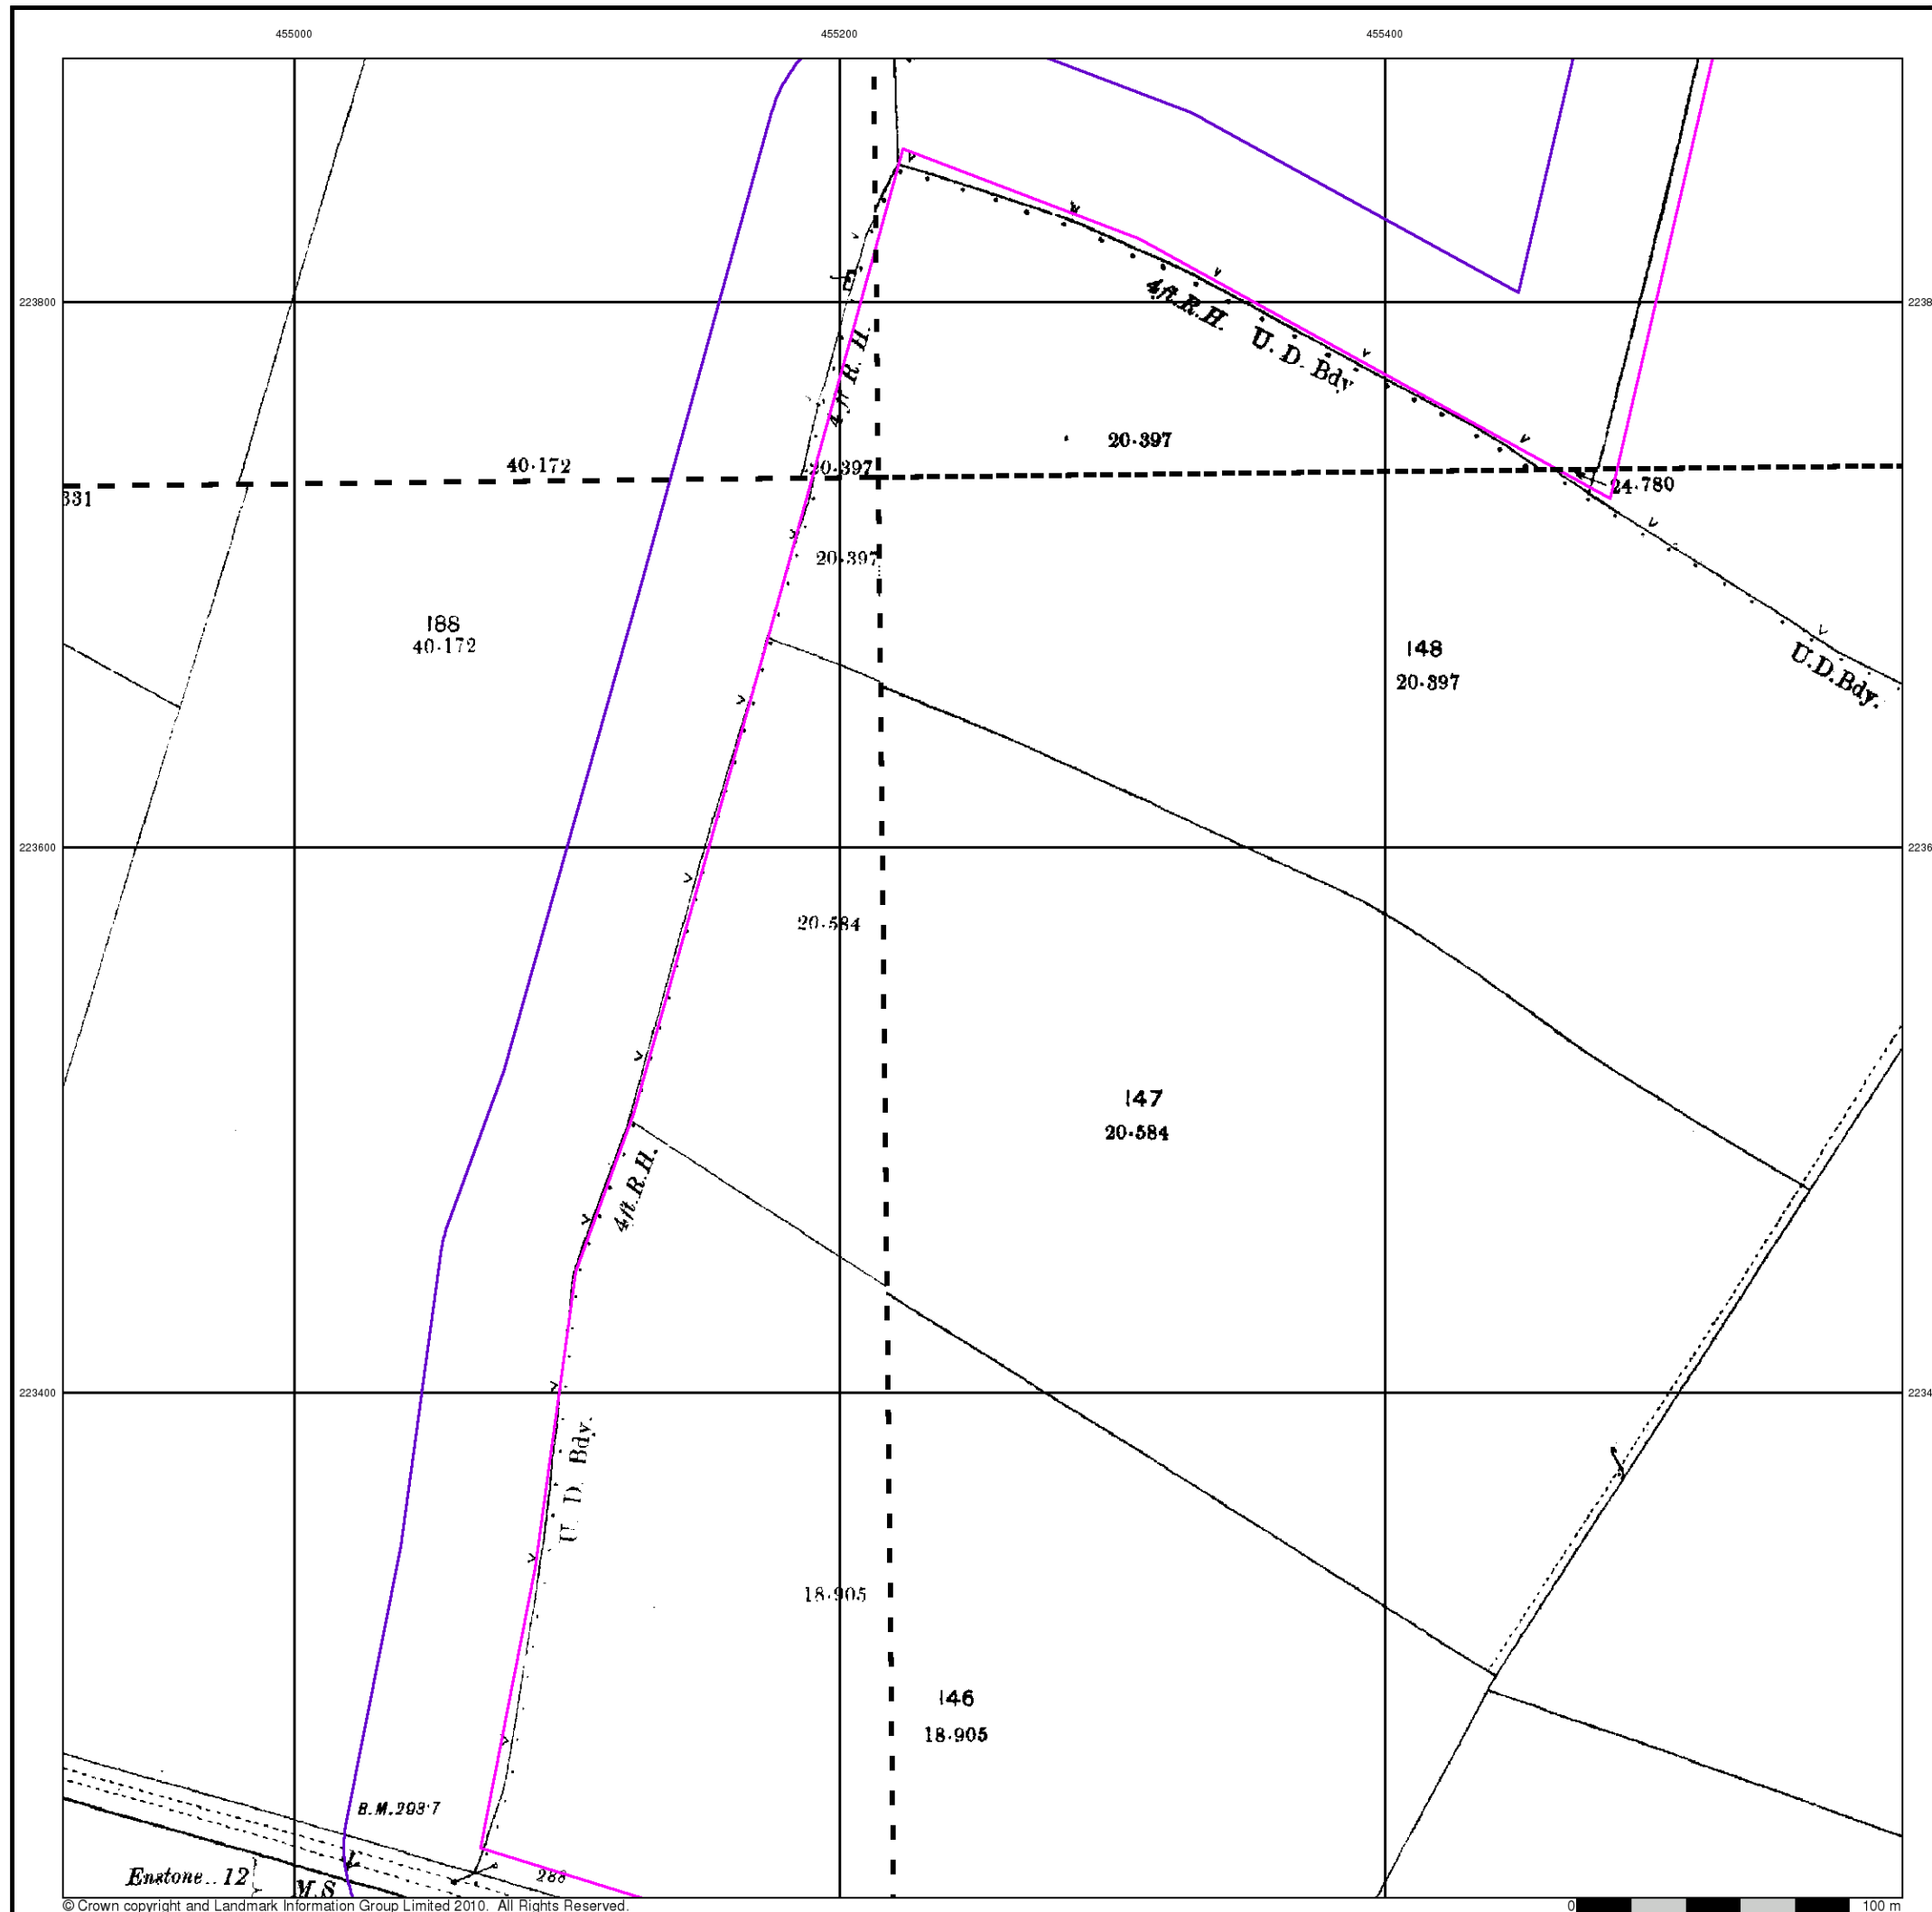 455000 455200 455400
4ft.R.H. U. D. Bdy
223800 2238
4ft R. H.
20·397
40·172 20·397
331 24·780
20·397
188
40·172
148
20·397
U.D.Bdy.
223600 2236
20·584
147
20·584
4ft.R.H.
223400 2234
U. D. Bdy.
18·905
146
18·905
B.M.293·7
Enstone 12
M.S
288
© Crown copyright and Landmark Information Group Limited 2010. All Rights Reserved. 0 100 m